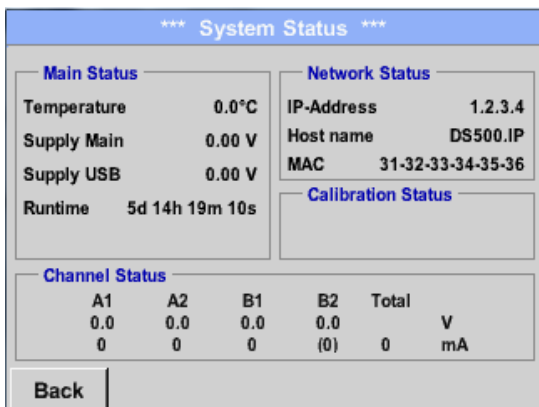 *** System Status ***
Main Status
Temperature 0.0°C
Supply Main 0.00 V
Supply USB 0.00 V
Runtime 5d 14h 19m 10s
Network Status
IP-Address 1.2.3.4
Host name DS500.IP
MAC 31-32-33-34-35-36
Calibration Status
Channel Status
A1 A2 B1 B2 Total
0.0 0.0 0.0 0.0 V
0 0 0 (0) 0 mA
Back